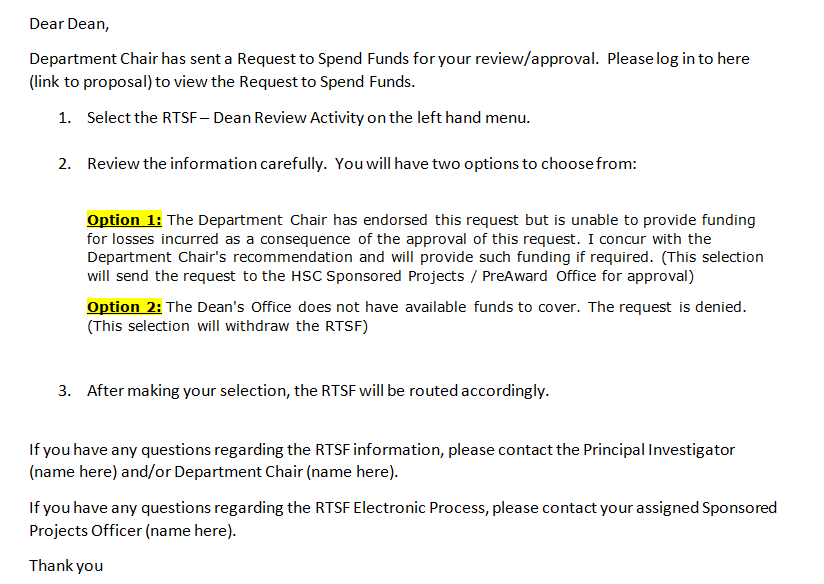 Dear Dean,
Department Chair has sent a Request to Spend Funds for your review/approval.  Please log in to here
(link to proposal) to view the Request to Spend Funds.
1. Select the RTSF – Dean Review Activity on the left hand menu.
2. Review the information carefully.  You will have two options to choose from:
Option 1: The Department Chair has endorsed this request but is unable to provide funding
for losses incurred as a consequence of the approval of this request. I concur with the
Department Chair's recommendation and will provide such funding if required. (This selection
will send the request to the HSC Sponsored Projects / PreAward Office for approval)
Option 2: The Dean's Office does not have available funds to cover. The request is denied.
(This selection will withdraw the RTSF)
3. After making your selection, the RTSF will be routed accordingly.
If you have any questions regarding the RTSF information, please contact the Principal Investigator
(name here) and/or Department Chair (name here).
If you have any questions regarding the RTSF Electronic Process, please contact your assigned Sponsored
Projects Officer (name here).
Thank you